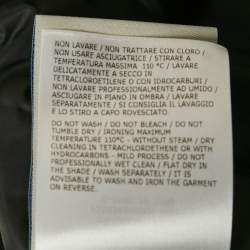 NON LAVARE / NON TRATTARE CON CLORO /
NON USARE ASCIUGATRICE / STIRARE A
TEMPERATURA MASSIMA 110 °C / LAVARE
DELICATAMENTE A SECCO IN
TETRACLOROETILENE O CON IDROCARBURI /
NON LAVARE PROFESSIONALMENTE AD UMIDO /
ASCIUGARE IN PIANO IN OMBRA / LAVARE
SEPARATAMENTE / SI CONSIGLIA IL LAVAGGIO
E LO STIRO A CAPO ROVESCIATO
DO NOT WASH / DO NOT BLEACH / DO NOT
TUMBLE DRY / IRONING MAXIMUM
TEMPERATURE 110°C - WITHOUT STEAM / DRY
CLEANING IN TETRACHLOROETHENE OR WITH
HYDROCARBONS - MILD PROCESS / DO NOT
PROFESSIONALLY WET CLEAN / FLAT DRY IN
THE SHADE / WASH SEPARATELY / IT IS
ADVISABLE TO WASH AND IRON THE GARMENT
ON REVERSE.